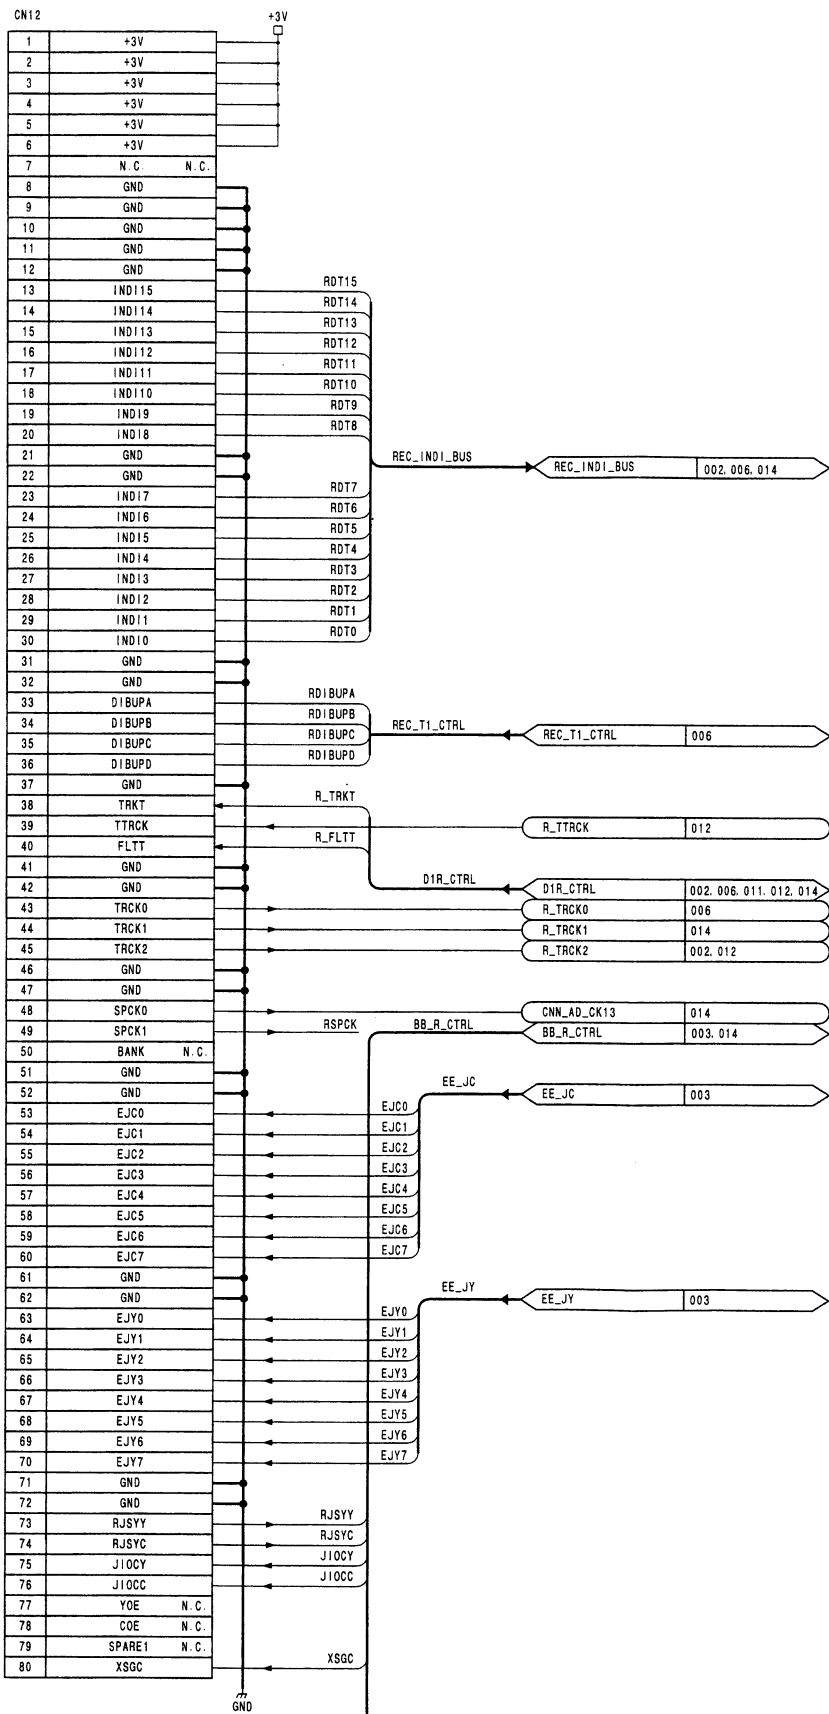 CN12 +3V
1 +3V
2 +3V
3 +3V
4 +3V
5 +3V
6 +3V
7 N.C. N.C.
8 GND
9 GND
10 GND
11 GND
12 GND
13 INDI15 RDT15
14 INDI14 RDT14
15 INDI13 RDT13
16 INDI12 RDT12
17 INDI11 RDT11
18 INDI10 RDT10
19 INDI9 RDT9
20 INDI8 RDT8
21 GND REC_INDI_BUS
22 GND REC_INDI_BUS 002.006.014
23 INDI7 RDT7
24 INDI6 RDT6
25 INDI5 RDT5
26 INDI4 RDT4
27 INDI3 RDT3
28 INDI2 RDT2
29 INDI1 RDT1
30 INDI0 RDT0
31 GND
32 GND
33 DIBUPA RDIBUPA
34 DIBUPB RDIBUPB REC_T1_CTRL
35 DIBUPC RDIBUPC REC_T1_CTRL 006
36 DIBUPD RDIBUPD
37 GND
38 TRKT R_TRKT
39 TTRCK R_TTRCK 012
40 FLTT R_FLTT
41 GND D1R_CTRL
42 GND D1R_CTRL 002.006.011.012.014
43 TRCK0 R_TRCK0 006
44 TRCK1 R_TRCK1 014
45 TRCK2 R_TRCK2 002.012
46 GND
47 GND
48 SPCK0 CNN_AD_CK13 014
49 SPCK1 RSPCK BB_R_CTRL BB_R_CTRL 003.014
50 BANK N.C.
51 GND
52 GND EE_JC EE_JC 003
53 EJC0 EJC0
54 EJC1 EJC1
55 EJC2 EJC2
56 EJC3 EJC3
57 EJC4 EJC4
58 EJC5 EJC5
59 EJC6 EJC6
60 EJC7 EJC7
61 GND
62 GND EE_JY EE_JY 003
63 EJY0 EJY0
64 EJY1 EJY1
65 EJY2 EJY2
66 EJY3 EJY3
67 EJY4 EJY4
68 EJY5 EJY5
69 EJY6 EJY6
70 EJY7 EJY7
71 GND
72 GND
73 RJSYY RJSYY
74 RJSYC RJSYC
75 JIOCY JIOCY
76 JIOCC JIOCC
77 YOE N.C.
78 COE N.C.
79 SPARE1 N.C.
80 XSGC XSGC
GND